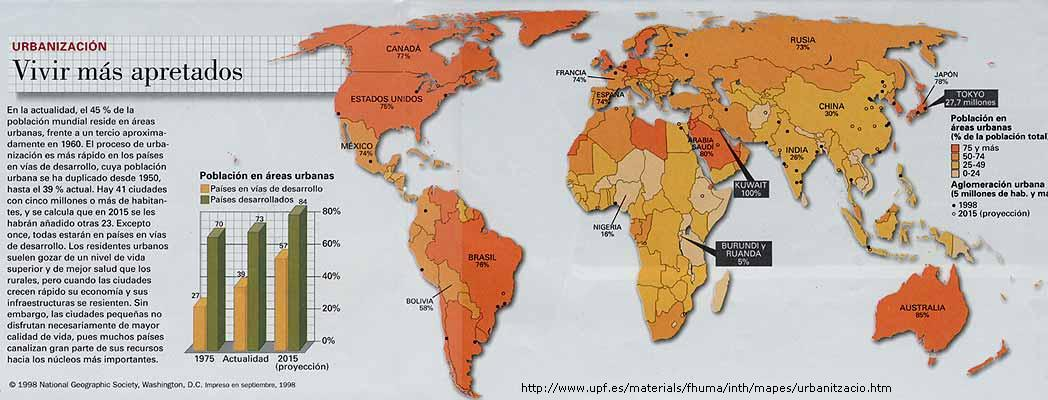 URBANIZACIÓN
Vivir más apretados
En la actualidad, el 45 % de la
población mundial reside en áreas
urbanas, frente a un tercio aproxima-
damente en 1960. El proceso de urba-
nización es más rápido en los países
en vías de desarrollo, cuya población
urbana se ha duplicado desde 1950,
hasta el 39 % actual. Hay 41 ciudades
con cinco millones o más de habitan-
tes, y se calcula que en 2015 se les
habrán añadido otras 23. Excepto
once, todas estarán en países en vías
de desarrollo. Los residentes urbanos
suelen gozar de un nivel de vida
superior y de mejor salud que los
rurales, pero cuando las ciudades
crecen rápido su economía y sus
infraestructuras se resienten. Sin
embargo, las ciudades pequeñas no
disfrutan necesariamente de mayor
calidad de vida, pues muchos países
canalizan gran parte de sus recursos
hacia los núcleos más importantes.
© 1998 National Geographic Society, Washington, D.C. Impreso en septiembre, 1998
Población en áreas urbanas
Países en vías de desarrollo
Países desarrollados
27
70
39
73
57
84
80%
60%
40%
20%
0%
1975 Actualidad 2015
(proyección)
CANADÁ
77%
ESTADOS UNIDOS
75%
MÉXICO
74%
BRASIL
76%
BOLIVIA
58%
FRANCIA
74%
ESPAÑA
74%
RUSIA
73%
CHINA
30%
JAPÓN
78%
TOKYO
27,7 millones
INDIA
26%
ARABIA
SAUDÍ
80%
KUWAIT
100%
NIGERIA
16%
BURUNDI y
RUANDA
5%
AUSTRALIA
85%
Población en
áreas urbanas
(% de la población total
75 y más
50-74
25-49
0-24
Aglomeración urbana
(5 millones de hab. y m
1998
2015 (proyección)
http://www.upf.es/materials/fhuma/inth/mapes/urbanitzacio.htm